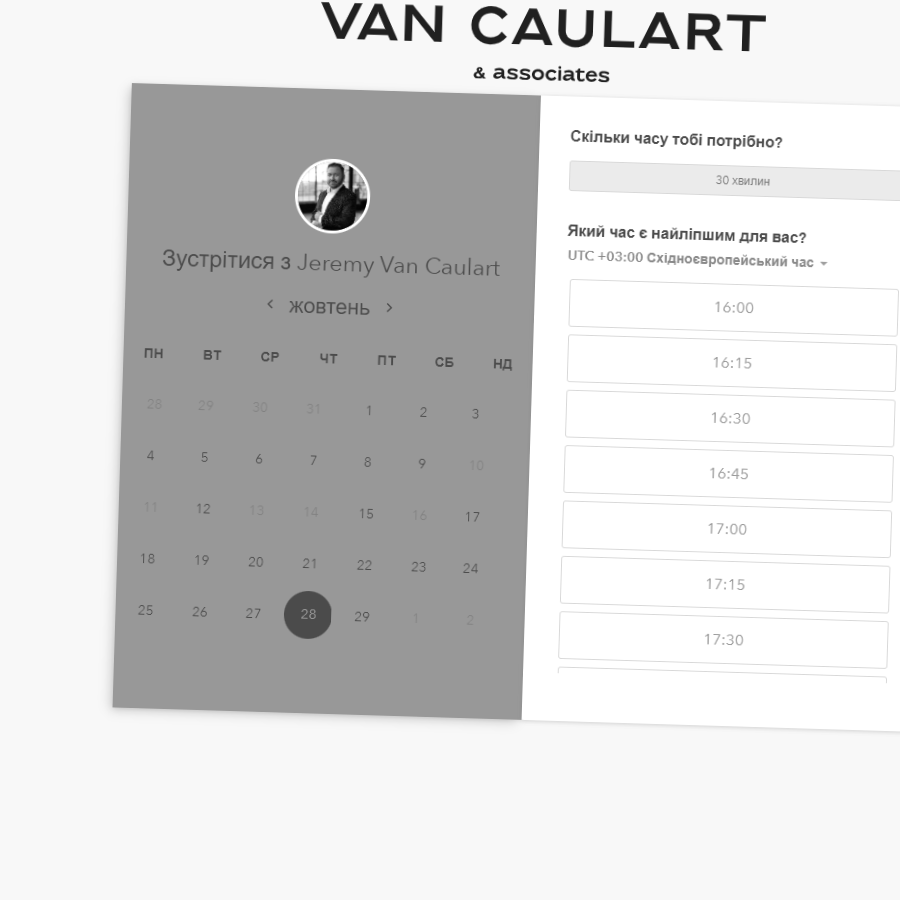 VAN CAULART
& associates
Зустрітися з Jeremy Van Caulart
жовтень
ПН ВТ СР ЧТ ПТ СБ НД
28 29 30 31 1 2 3
4 5 6 7 8 9 10
11 12 13 14 15 16 17
18 19 20 21 22 23 24
25 26 27 28 29 1 2
Скільки часу тобі потрібно?
30 хвилин
Який час є найліпшим для вас?
UTC +03:00 Східноєвропейський час
16:00
16:15
16:30
16:45
17:00
17:15
17:30